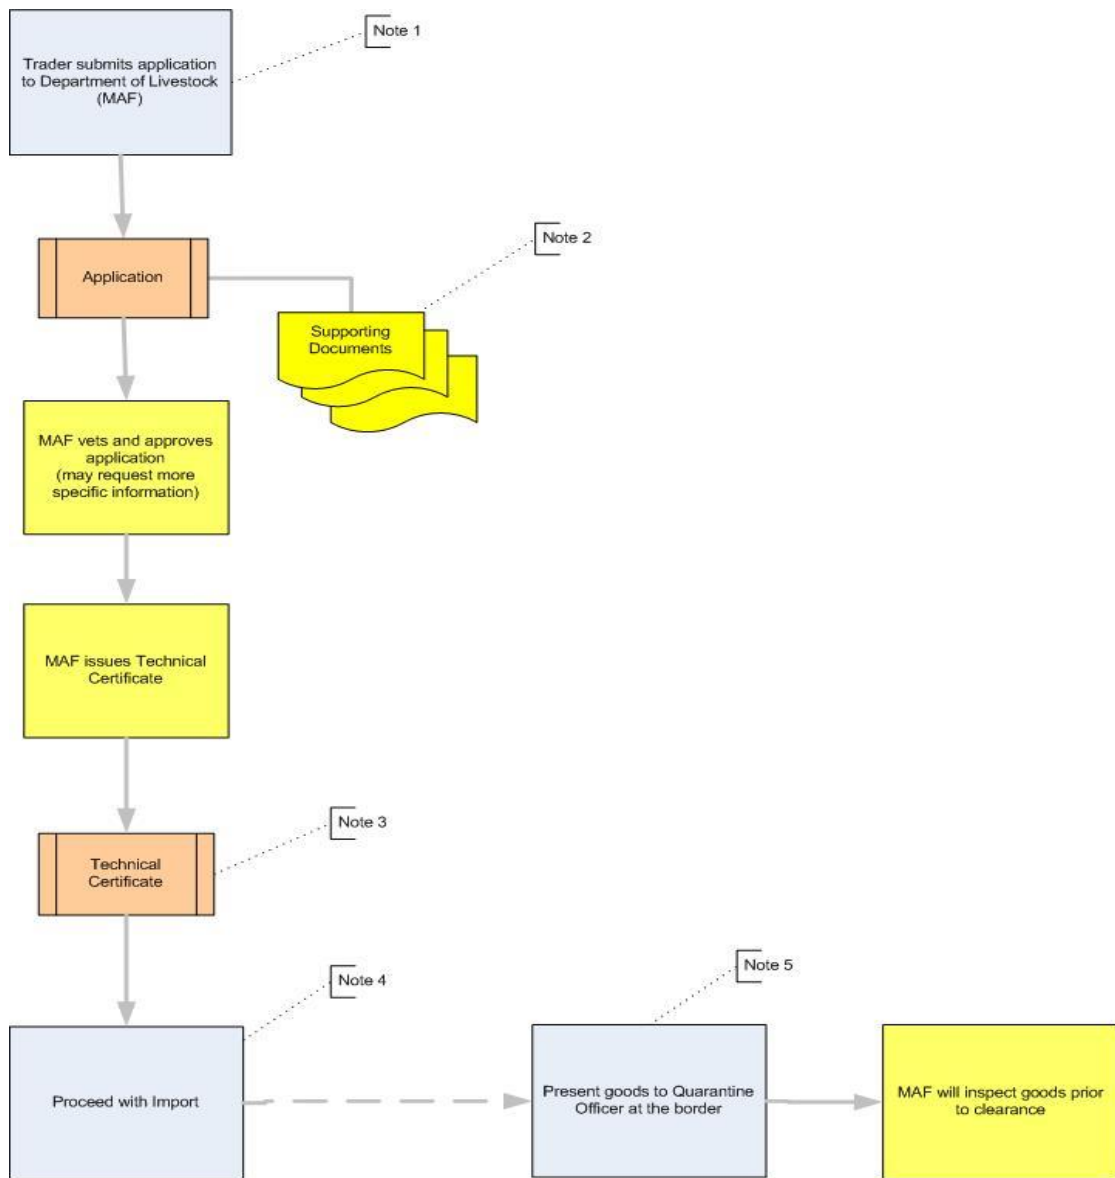 Note 1
Trader submits application
to Department of Livestock
(MAF)
Note 2
Application
Supporting
Documents
MAF vets and approves
application
(may request more
specific information)
MAF issues Technical
Certificate
Note 3
Technical
Certificate
Note 4
Note 5
Proceed with Import
Present goods to Quarantine
Officer at the border
MAF will inspect goods prior
to clearance